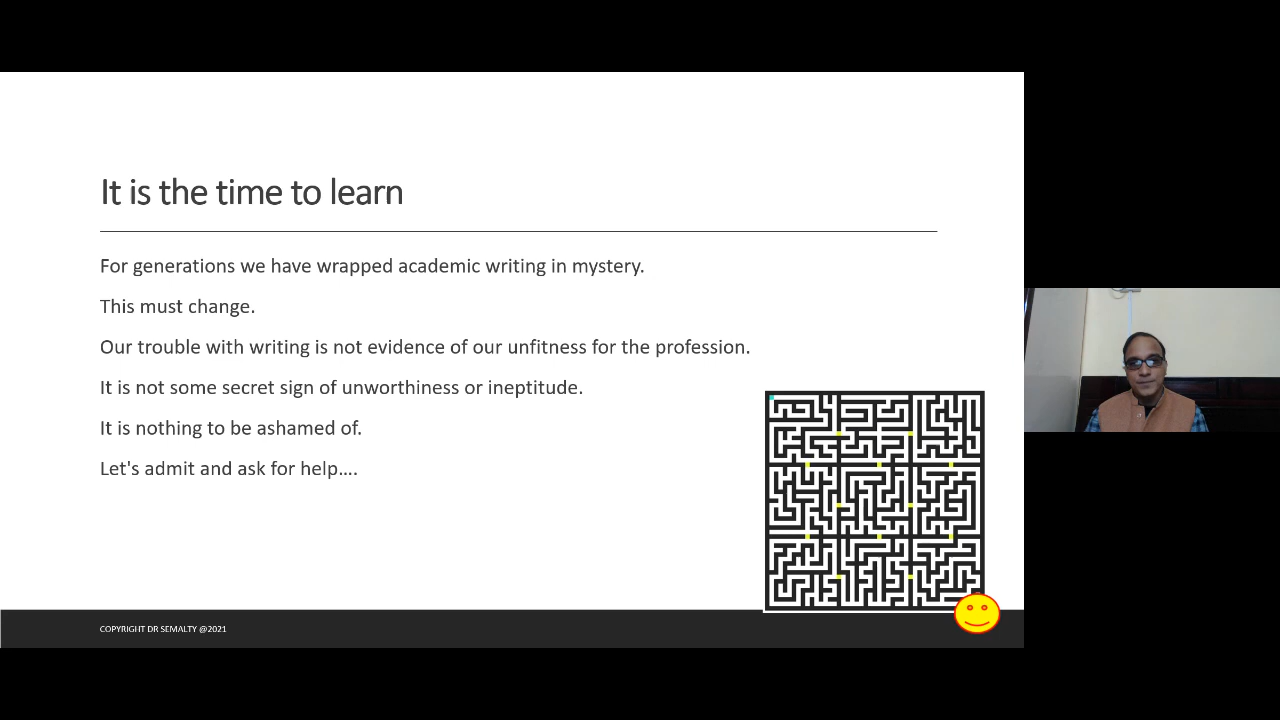 It is the time to learn
For generations we have wrapped academic writing in mystery.
This must change.
Our trouble with writing is not evidence of our unfitness for the profession.
It is not some secret sign of unworthiness or ineptitude.
It is nothing to be ashamed of.
Let's admit and ask for help....
COPYRIGHT DR SEMALTY @2021